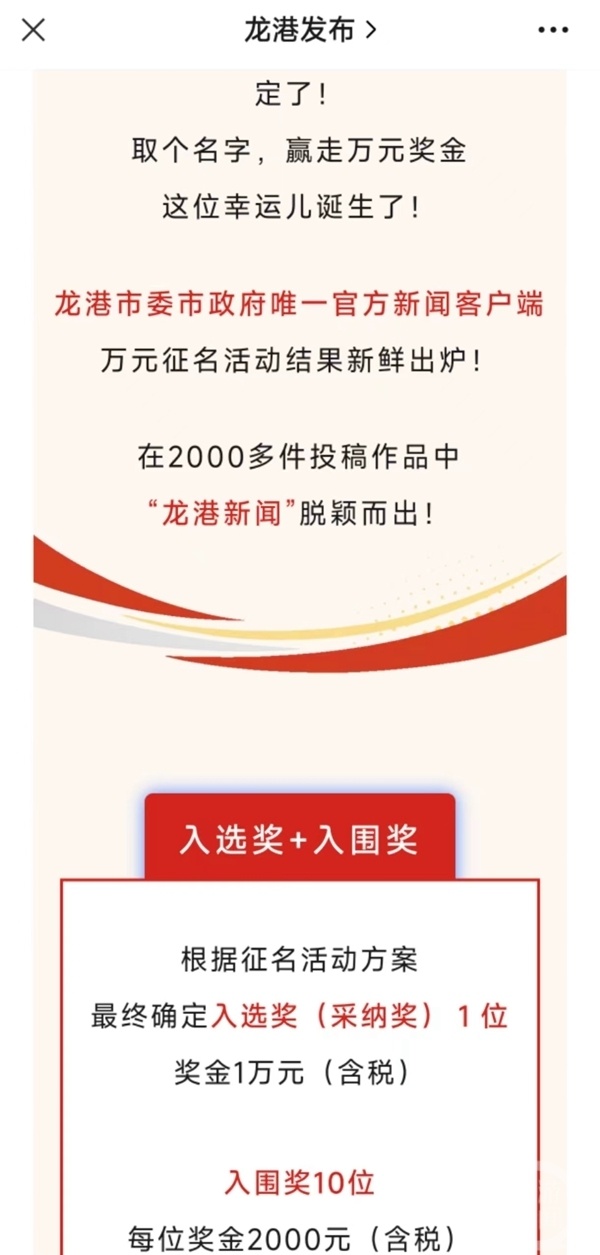 龙港发布
定了！
取个名字，赢走万元奖金
这位幸运儿诞生了！
龙港市委市政府唯一官方新闻客户端
万元征名活动结果新鲜出炉！
在2000多件投稿作品中
“龙港新闻”脱颖而出！
入选奖+入围奖
根据征名活动方案
最终确定入选奖（采纳奖）1位
奖金1万元（含税）
入围奖10位
每位奖金2000元（含税）